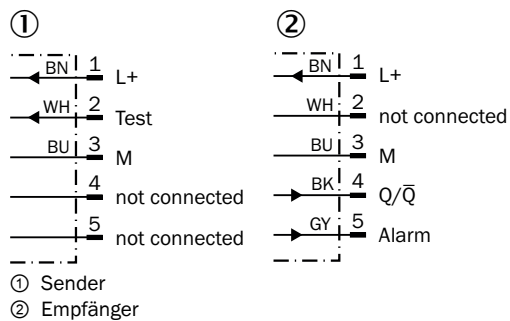 ① ②
BN 1 L+ BN 1 L+
WH 2 Test WH 2 not connected
BU 3 M BU 3 M
4 not connected BK 4 Q/Q̅
5 not connected GY 5 Alarm
① Sender
② Empfänger